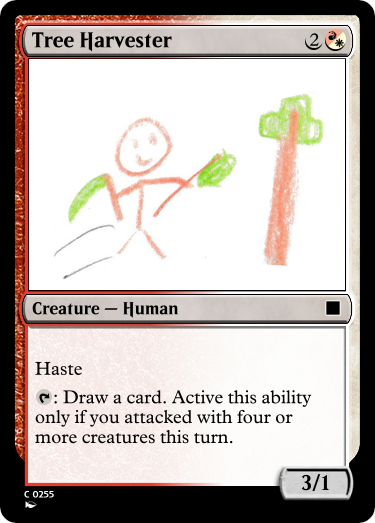 Tree Harvester 2
Creature — Human
Haste
: Draw a card. Active this ability
only if you attacked with four or
more creatures this turn.
3/1
C 0255